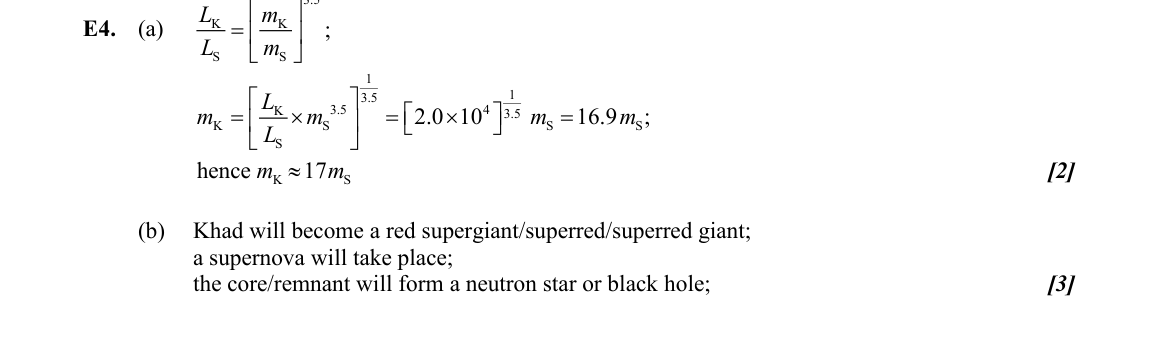 E4. (a) L_K / L_S = [m_K / m_S]^3.5 ;
m_K = [L_K / L_S × m_S^3.5]^(1/3.5) = [2.0×10^4]^(1/3.5) m_S = 16.9m_S;
hence m_K ≈ 17m_S [2]
(b) Khad will become a red supergiant/superred/superred giant;
a supernova will take place;
the core/remnant will form a neutron star or black hole; [3]